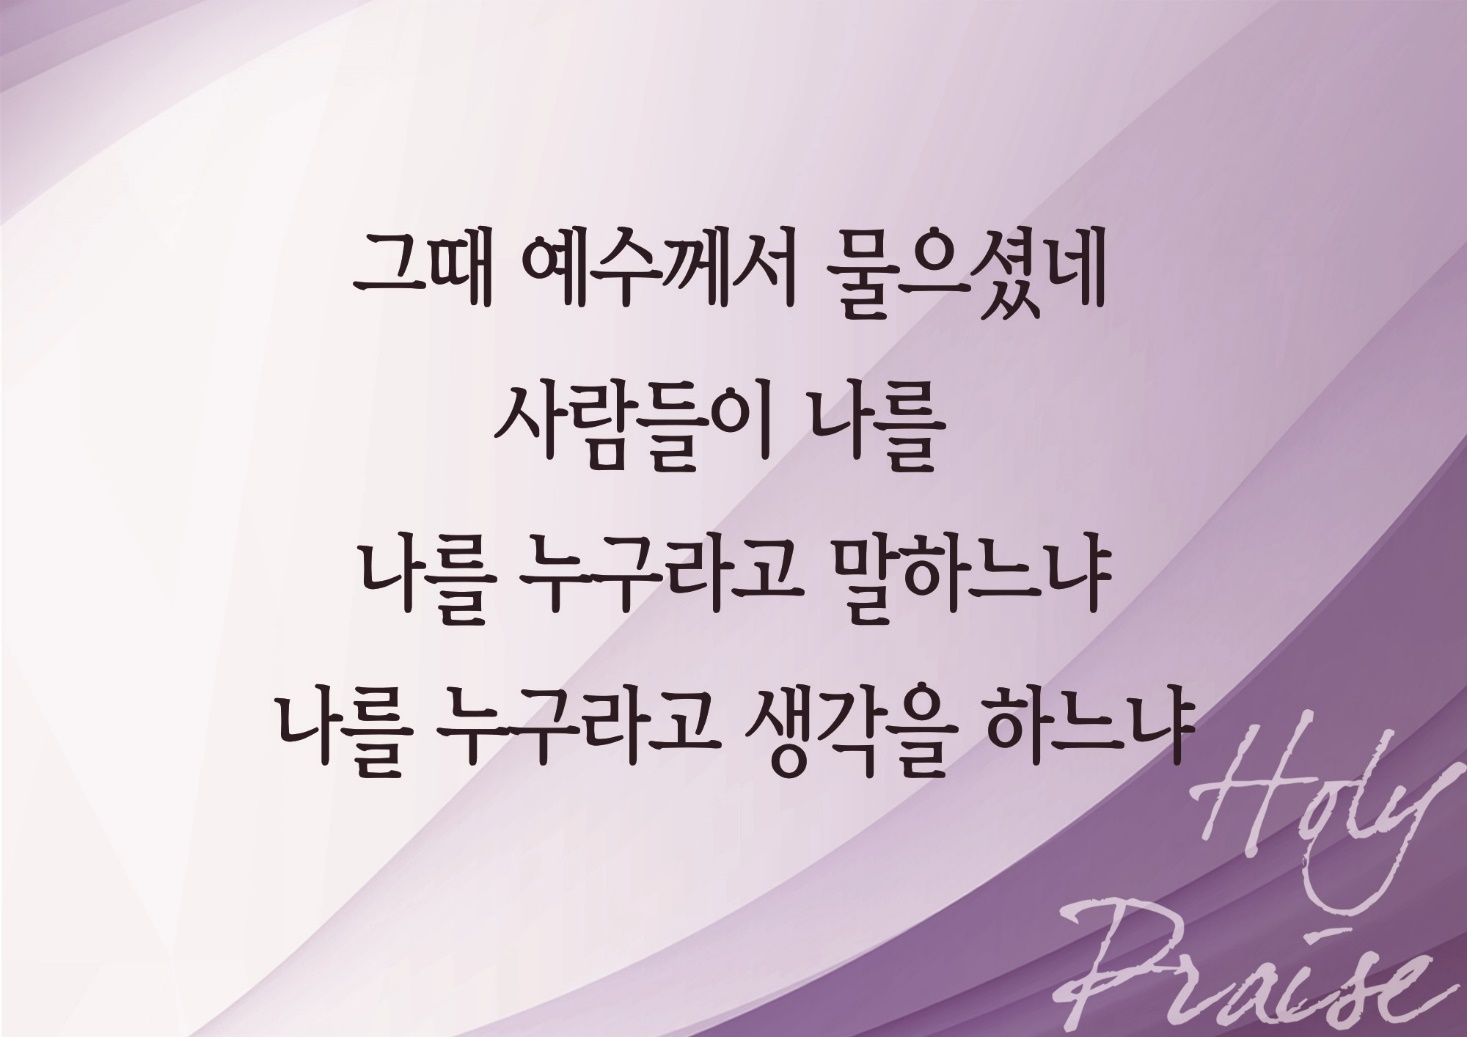 그때 예수께서 물으셨네
사람들이 나를
나를 누구라고 말하느냐
나를 누구라고 생각을 하느냐
Holy
Praise